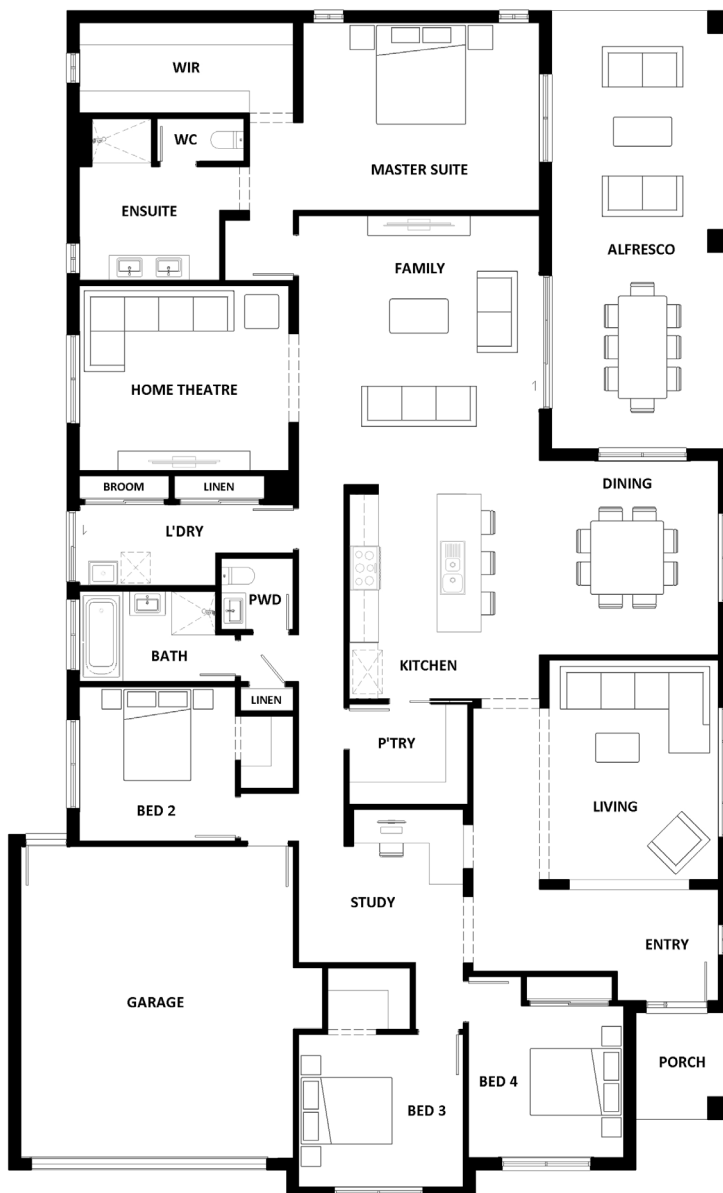 WIR
WC
MASTER SUITE
ENSUITE
ALFRESCO
FAMILY
HOME THEATRE
DINING
BROOM
LINEN
L'DRY
PWD
BATH
KITCHEN
LINEN
P'TRY
BED 2
LIVING
STUDY
ENTRY
GARAGE
PORCH
BED 4
BED 3